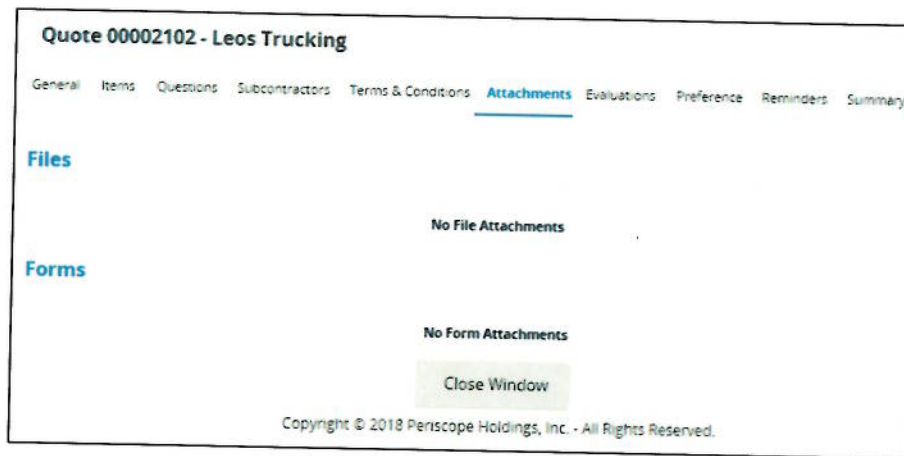 Quote 00002102 - Leos Trucking
General Items Questions Subcontractors Terms & Conditions Attachments Evaluations Preference Reminders Summary
Files
No File Attachments
Forms
No Form Attachments
Close Window
Copyright © 2018 Periscope Holdings, Inc. - All Rights Reserved.